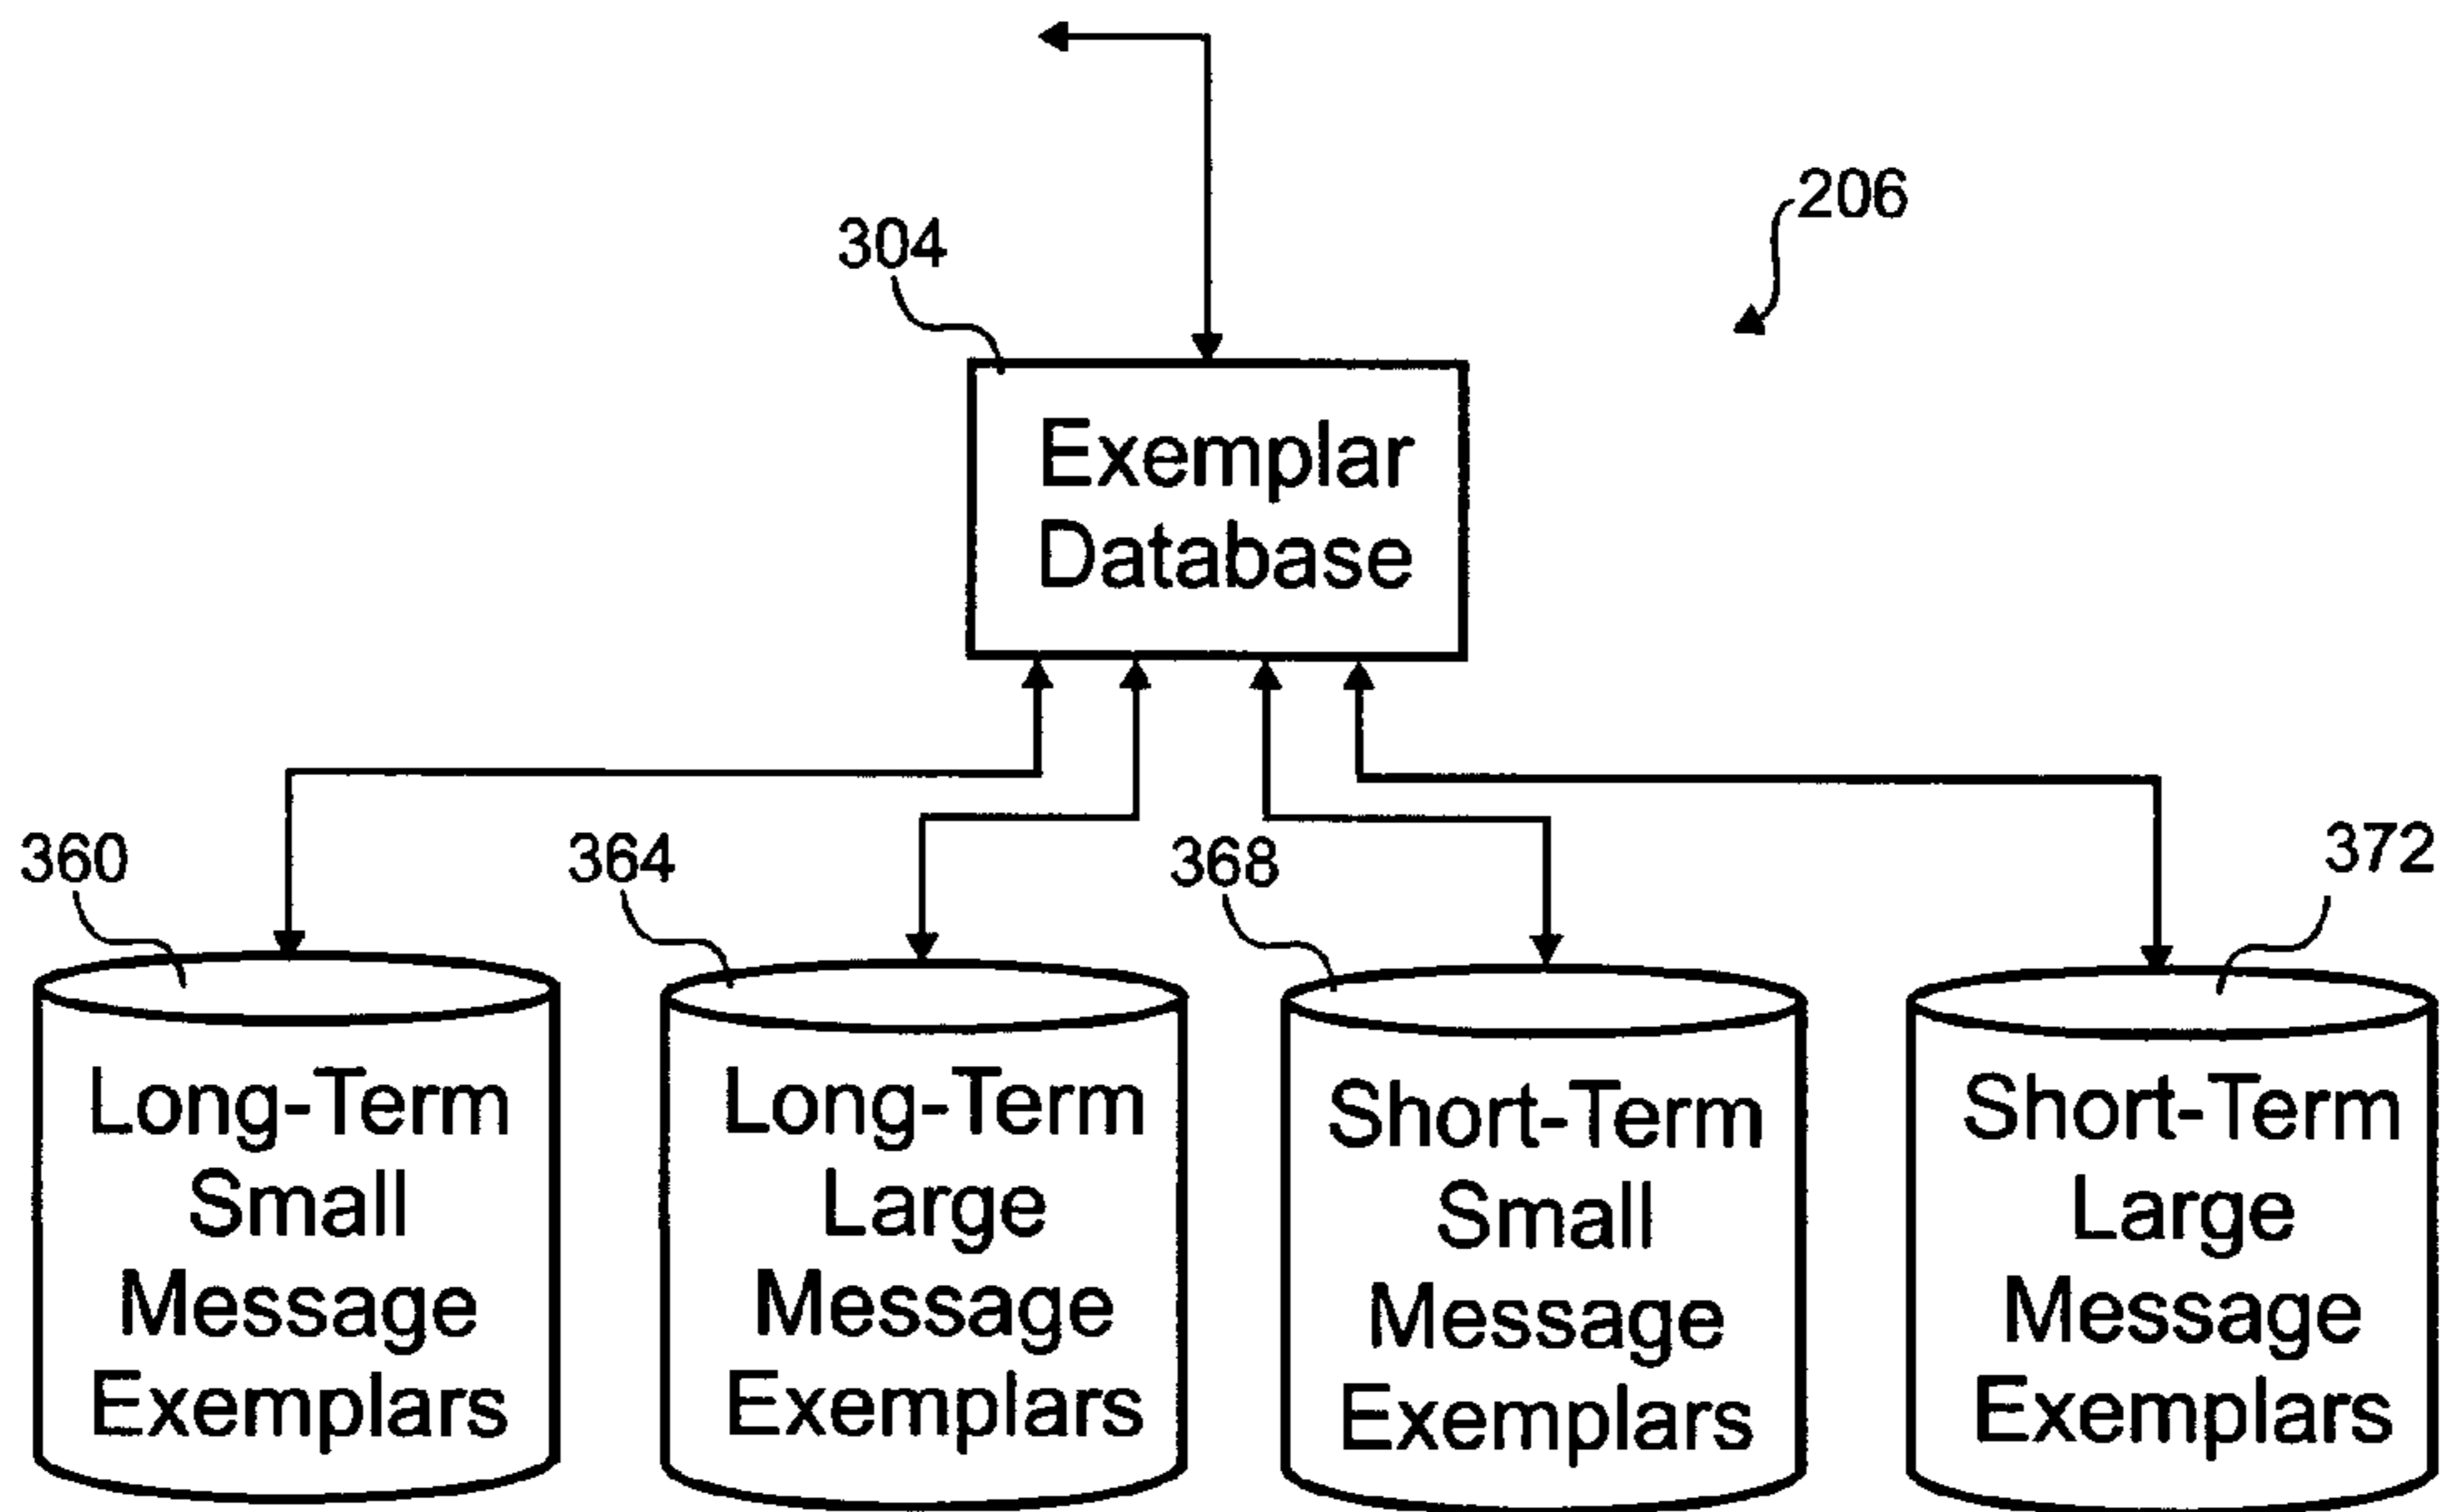 206
304
Exemplar
Database
360
364
368
372
Long-Term
Small
Message
Exemplars
Long-Term
Large
Message
Exemplars
Short-Term
Small
Message
Exemplars
Short-Term
Large
Message
Exemplars